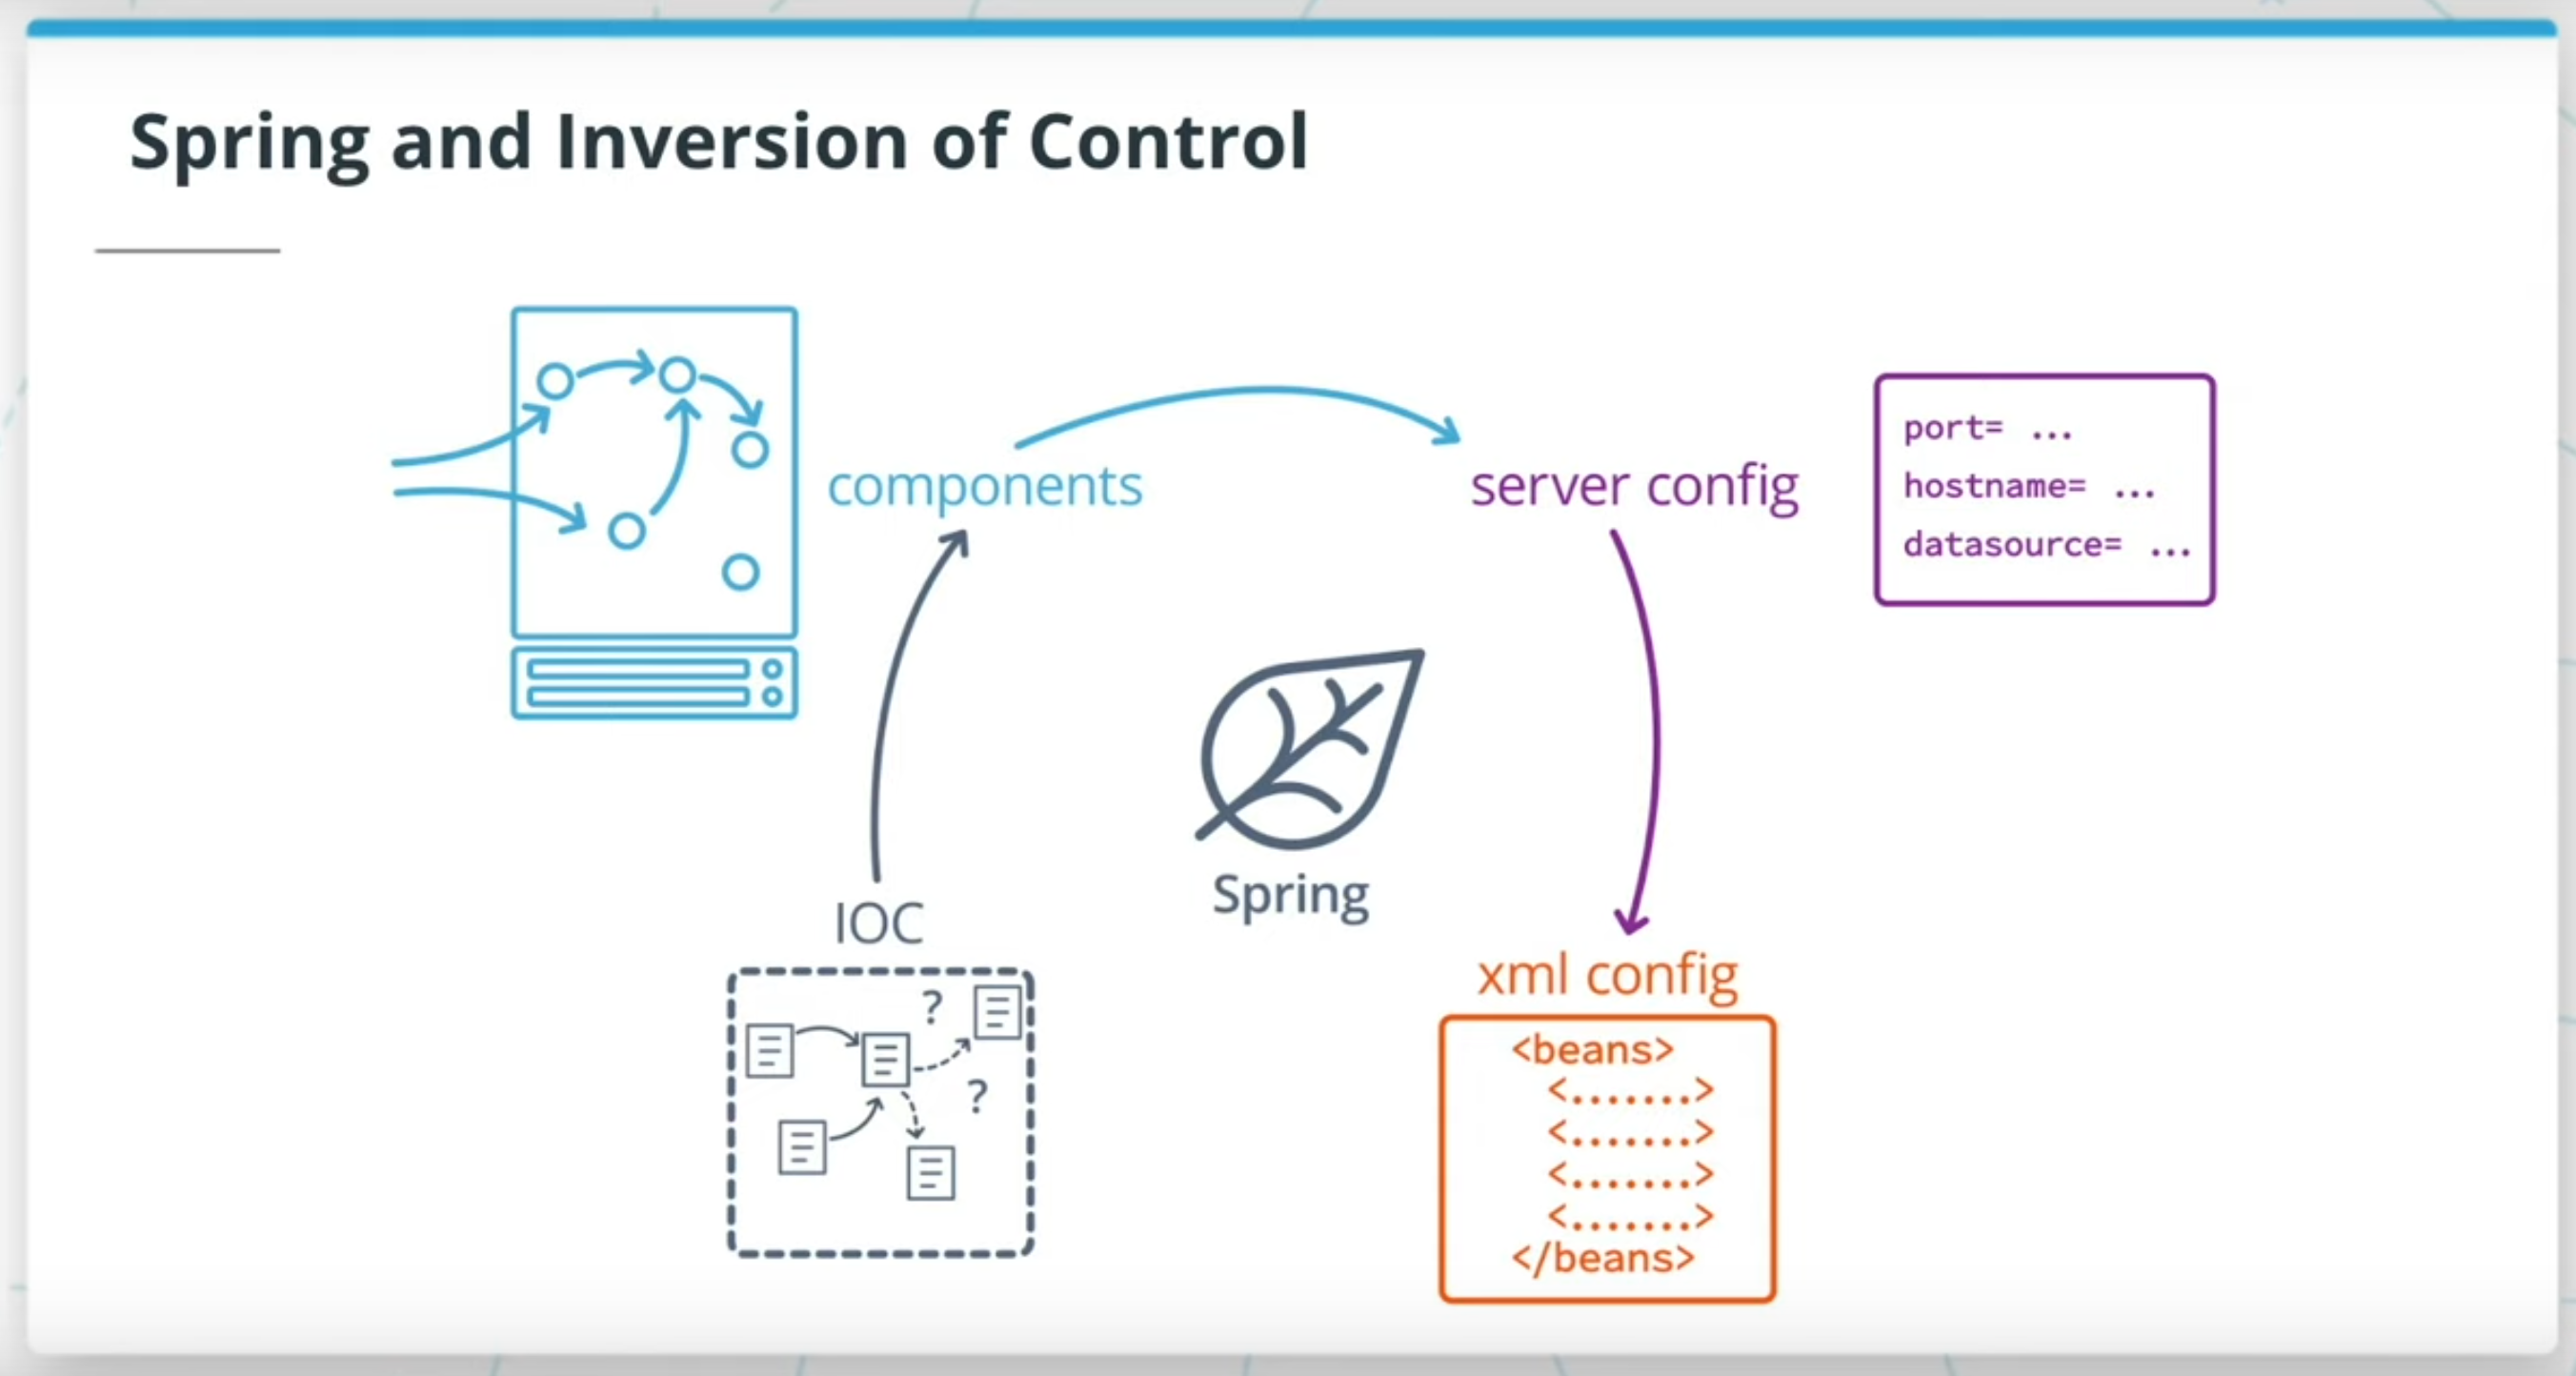 Spring and Inversion of Control
components
server config
port= ...
hostname= ...
datasource= ...
Spring
IOC
?
?
xml config
<beans>
<.......>
<.......>
<.......>
<.......>
</beans>